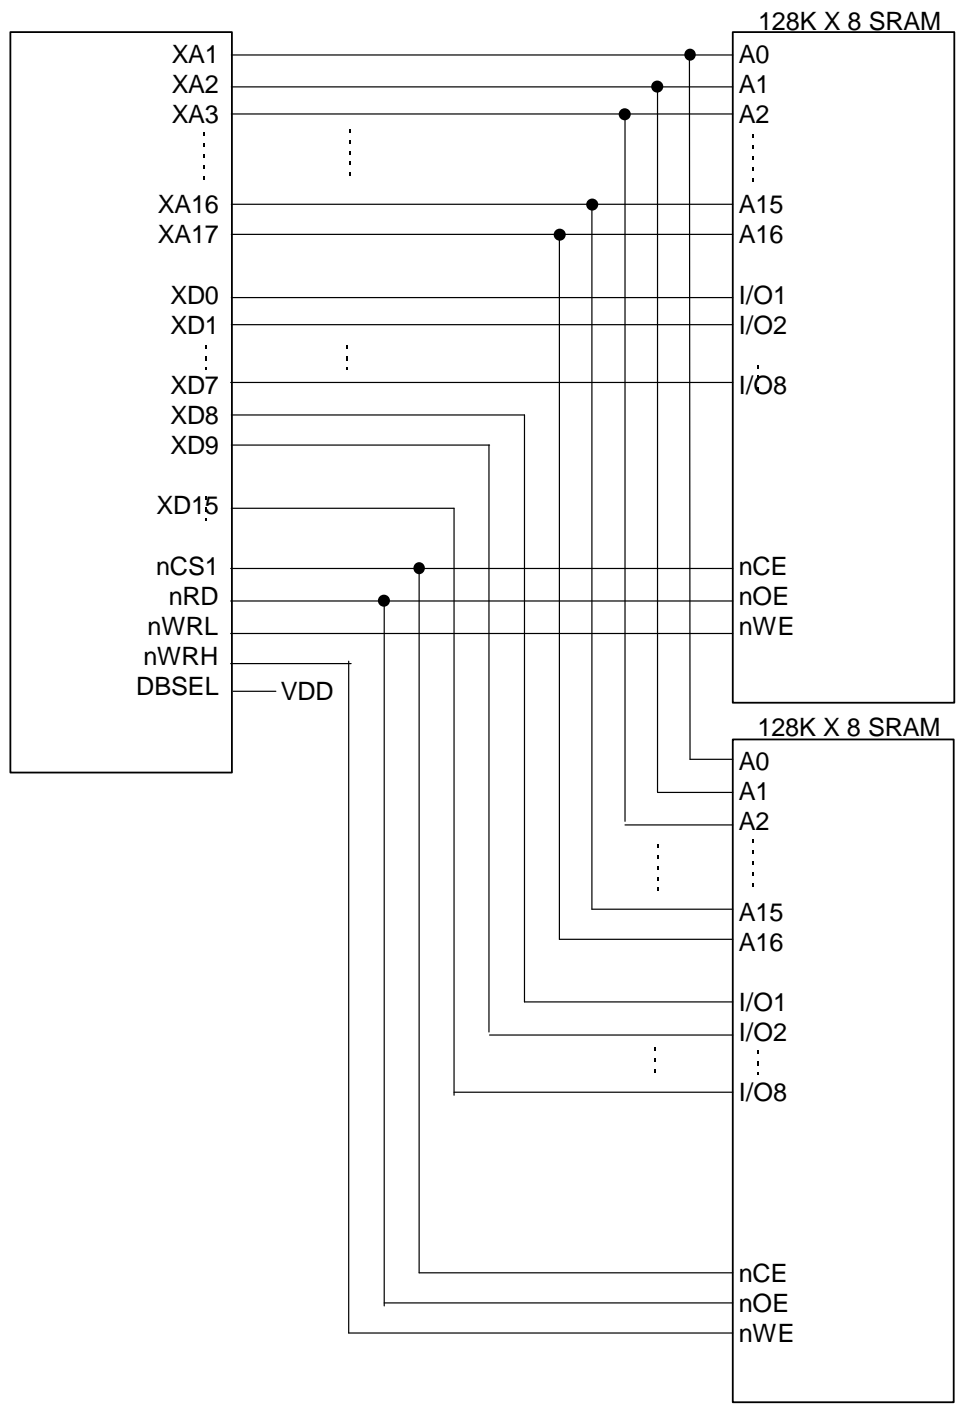 128K X 8 SRAM
XA1
XA2
XA3
XA16
XA17
XD0
XD1
XD7
XD8
XD9
XD15
nCS1
nRD
nWRL
nWRH
DBSEL
VDD
A0
A1
A2
A15
A16
I/O1
I/O2
I/O8
nCE
nOE
nWE
128K X 8 SRAM
A0
A1
A2
A15
A16
I/O1
I/O2
I/O8
nCE
nOE
nWE